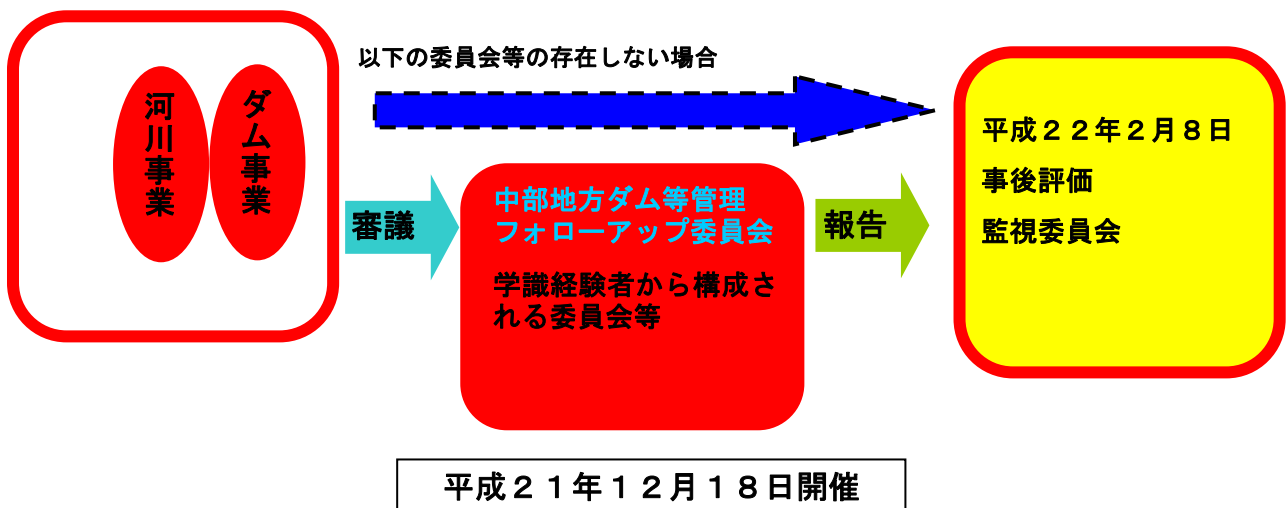 以下の委員会等の存在しない場合
河川事業
ダム事業
審議
中部地方ダム等管理
フォローアップ委員会
学識経験者から構成さ
れる委員会等
報告
平成２２年２月８日
事後評価
監視委員会
平成２１年１２月１８日開催